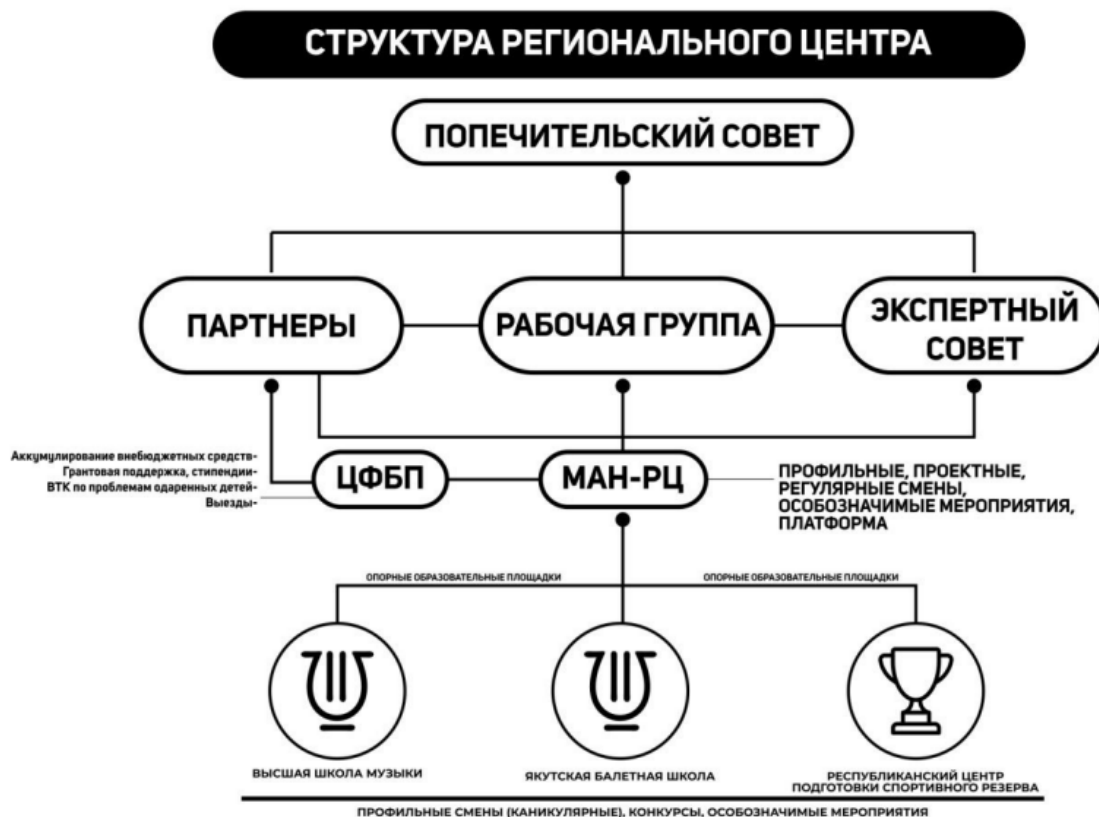 СТРУКТУРА РЕГИОНАЛЬНОГО ЦЕНТРА
ПОПЕЧИТЕЛЬСКИЙ СОВЕТ
ПАРТНЕРЫ
РАБОЧАЯ ГРУППА
ЭКСПЕРТНЫЙ
СОВЕТ
Аккумулирование внебюджетных средств-
Грантовая поддержка, стипендии-
ВТК по проблемам одаренных детей-
Выезды-
ЦФБП
МАН-РЦ
ПРОФИЛЬНЫЕ, ПРОЕКТНЫЕ,
РЕГУЛЯРНЫЕ СМЕНЫ,
ОСОБОЗНАЧИМЫЕ МЕРОПРИЯТИЯ,
ПЛАТФОРМА
ОПОРНЫЕ ОБРАЗОВАТЕЛЬНЫЕ ПЛОЩАДКИ
ОПОРНЫЕ ОБРАЗОВАТЕЛЬНЫЕ ПЛОЩАДКИ
ВЫСШАЯ ШКОЛА МУЗЫКИ
ЯКУТСКАЯ БАЛЕТНАЯ ШКОЛА
РЕСПУБЛИКАНСКИЙ ЦЕНТР
ПОДГОТОВКИ СПОРТИВНОГО РЕЗЕРВА
ПРОФИЛЬНЫЕ СМЕНЫ (КАНИКУЛЯРНЫЕ), КОНКУРСЫ, ОСОБОЗНАЧИМЫЕ МЕРОПРИЯТИЯ